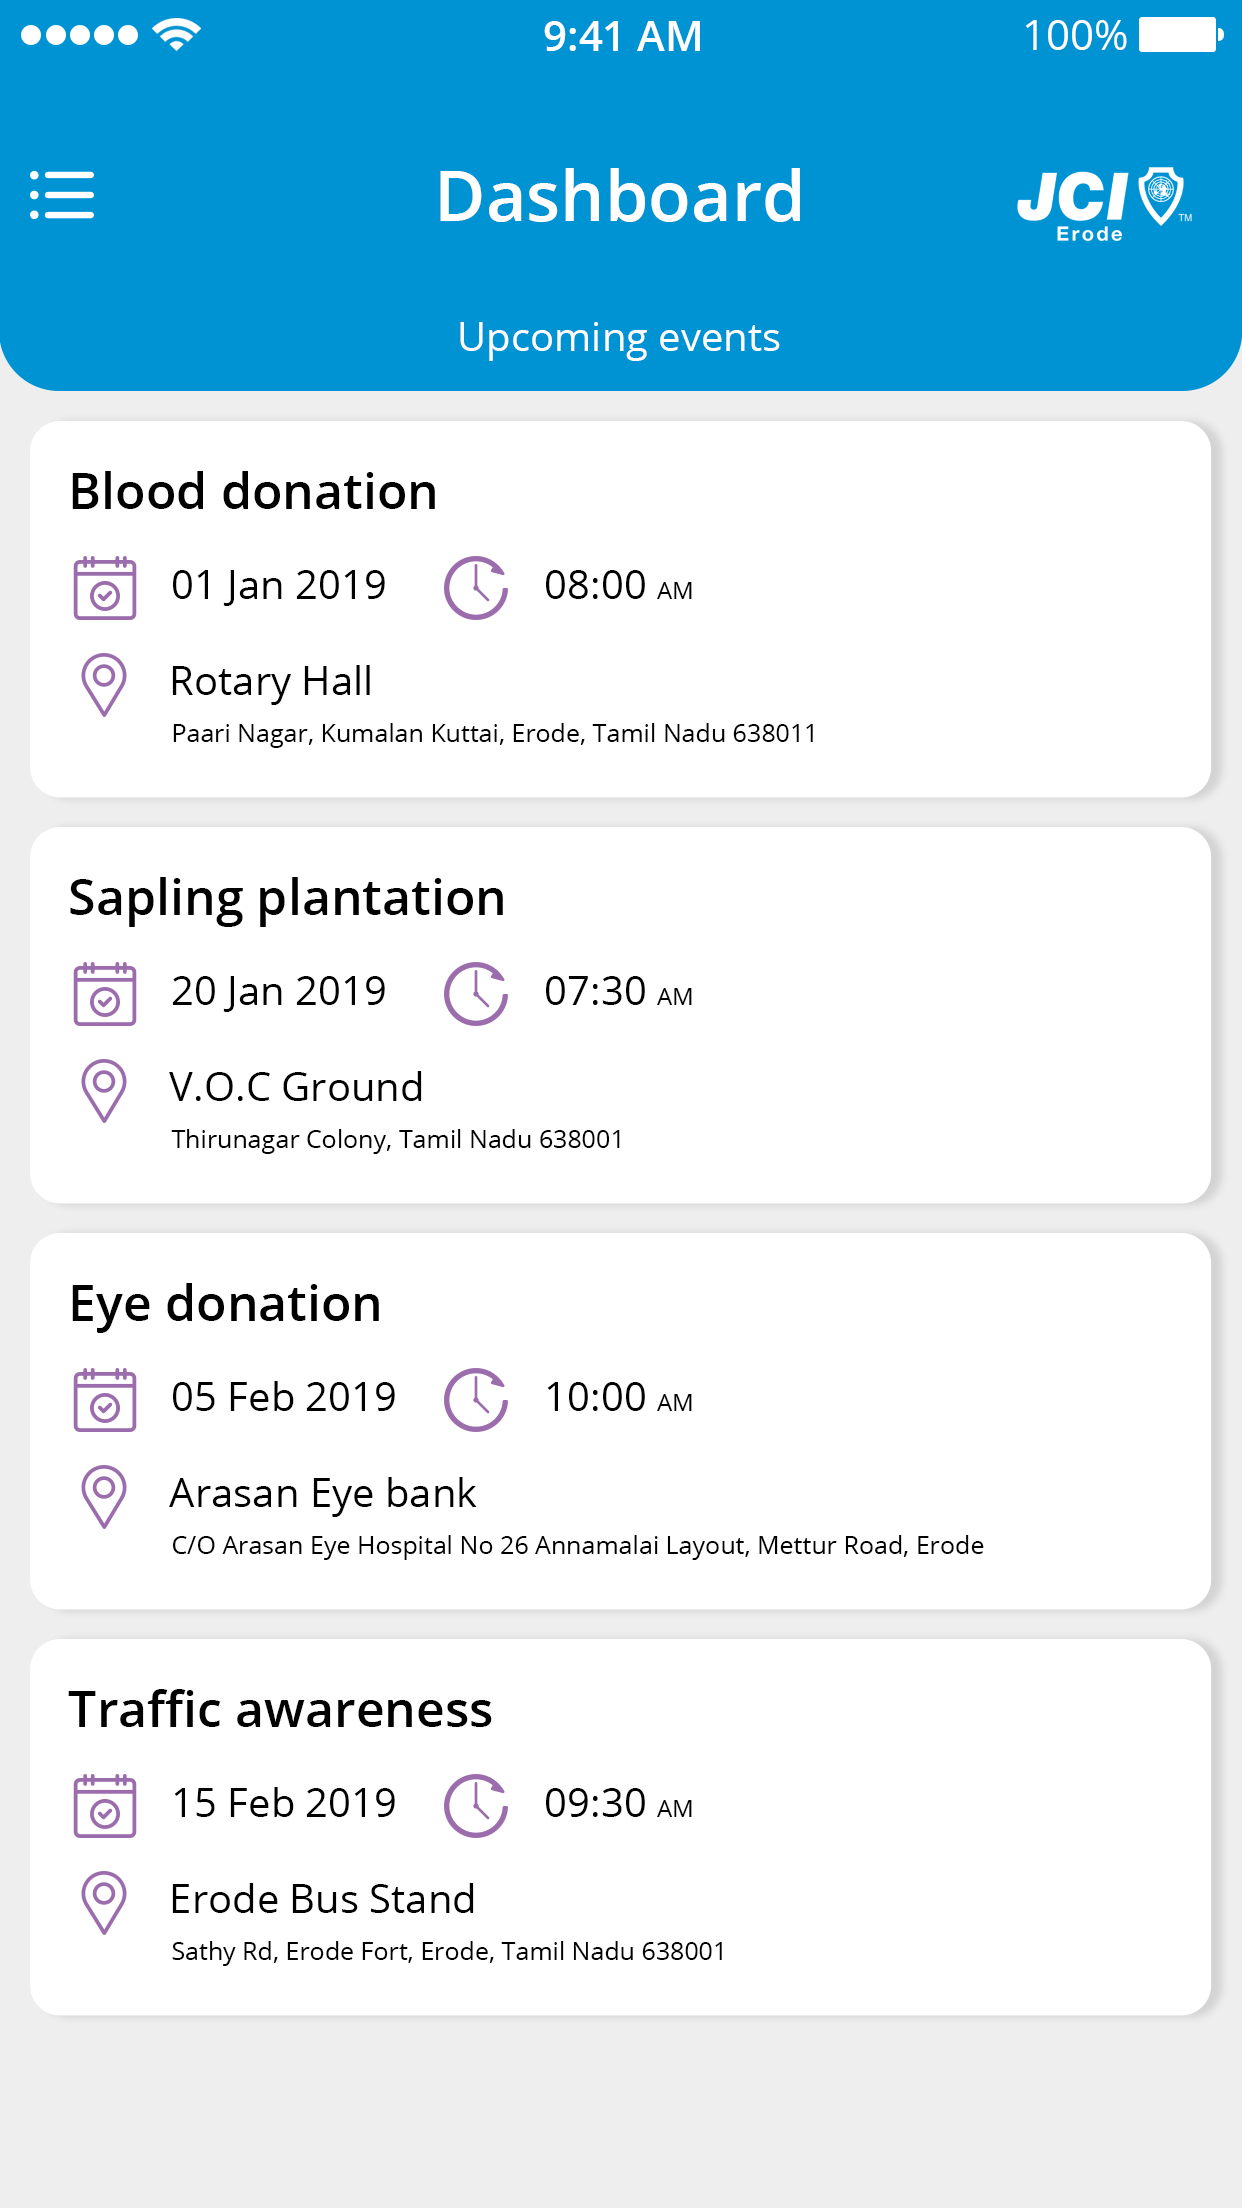 9:41 AM 100%
Dashboard
JCI TM
Erode
Upcoming events
Blood donation
01 Jan 2019 08:00 AM
Rotary Hall
Paari Nagar, Kumalan Kuttai, Erode, Tamil Nadu 638011
Sapling plantation
20 Jan 2019 07:30 AM
V.O.C Ground
Thirunagar Colony, Tamil Nadu 638001
Eye donation
05 Feb 2019 10:00 AM
Arasan Eye bank
C/O Arasan Eye Hospital No 26 Annamalai Layout, Mettur Road, Erode
Traffic awareness
15 Feb 2019 09:30 AM
Erode Bus Stand
Sathy Rd, Erode Fort, Erode, Tamil Nadu 638001